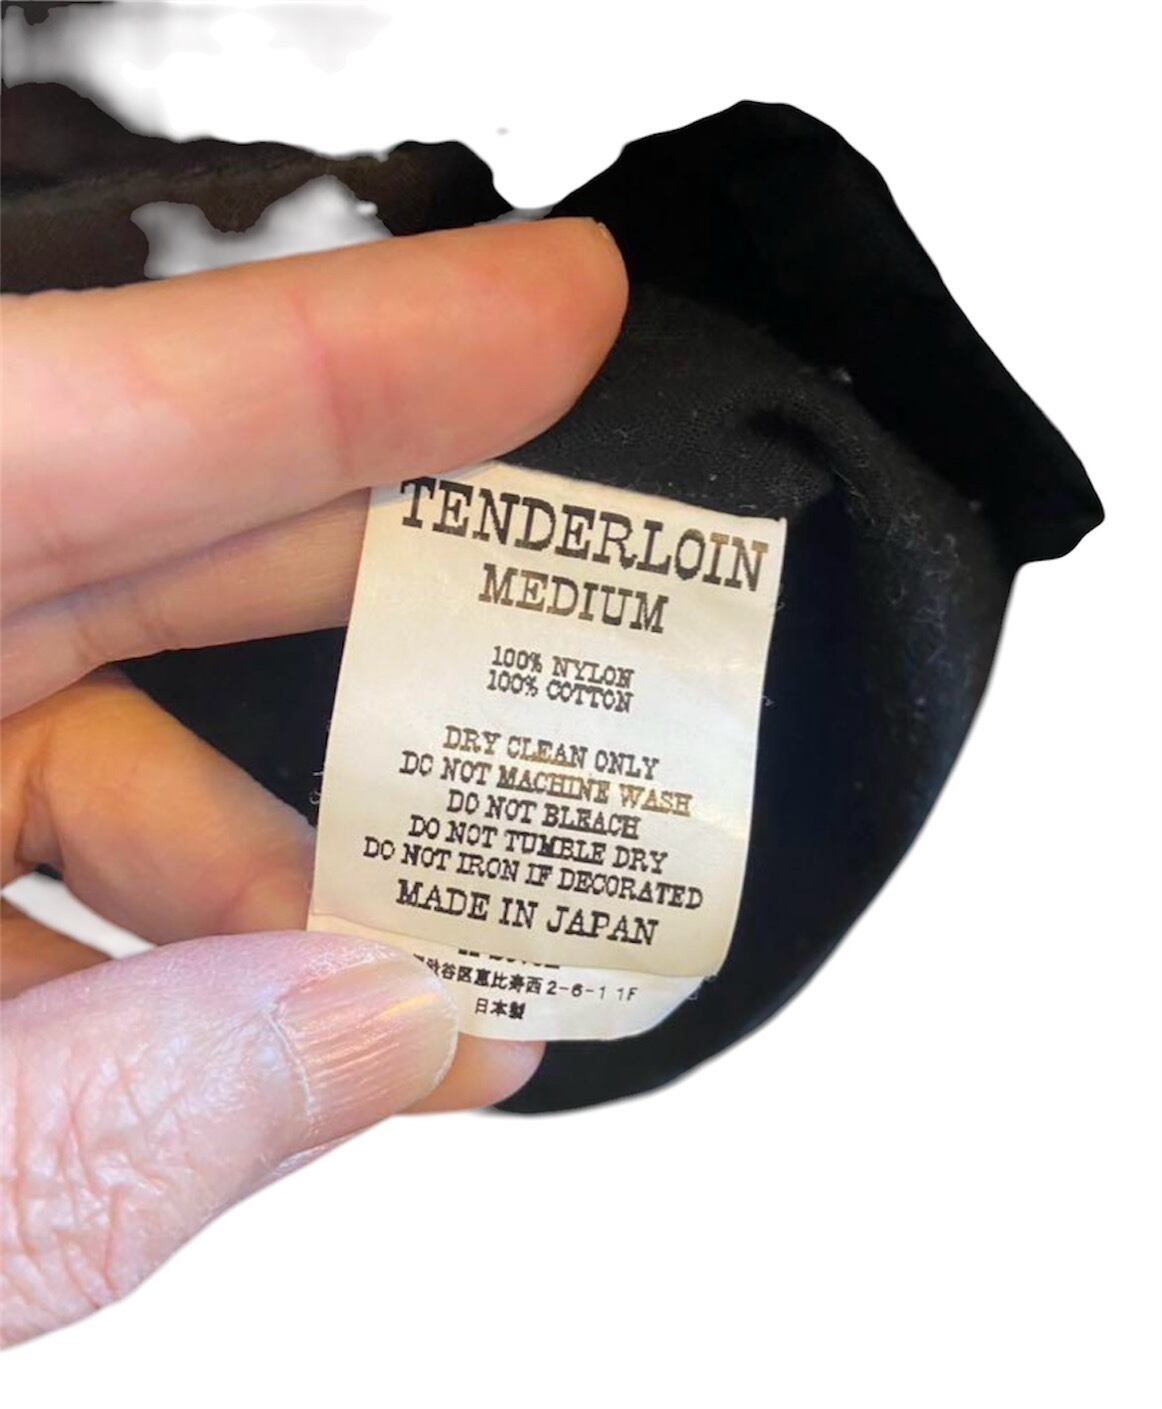 TENDERLOIN
MEDIUM
100% NYLON
100% COTTON
DRY CLEAN ONLY
DO NOT MACHINE WASH
DO NOT BLEACH
DO NOT TUMBLE DRY
DO NOT IRON IF DECORATED
MADE IN JAPAN
谷区恵比寿西2-6-1 1F
日本製